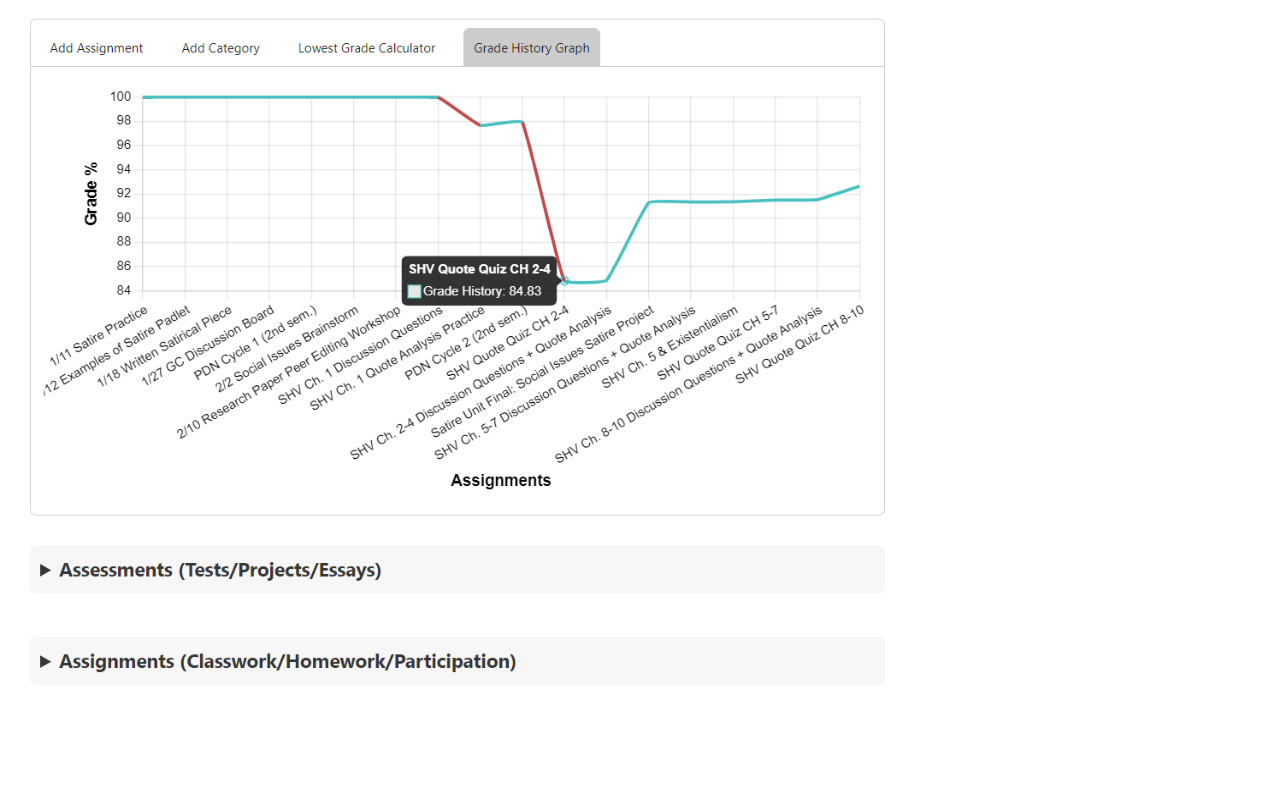 Add Assignment Add Category Lowest Grade Calculator Grade History Graph
100
98
96
94
92
90
88
86
84
Grade %
SHV Quote Quiz CH 2-4
Grade History: 84.83
1/11 Satire Practice
/12 Examples of Satire Padlet
1/18 Written Satirical Piece
1/27 GC Discussion Board
PDN Cycle 1 (2nd sem.)
2/2 Social Issues Brainstorm
2/10 Research Paper Peer Editing Workshop
SHV Ch. 1 Discussion Questions
SHV Ch. 1 Quote Analysis Practice
PDN Cycle 2 (2nd sem.)
SHV Quote Quiz CH 2-4
SHV Ch. 2-4 Discussion Questions + Quote Analysis
Satire Unit Final: Social Issues Satire Project
SHV Ch. 5-7 Discussion Questions + Quote Analysis
SHV Ch. 5 & Existentialism
SHV Quote Quiz CH 5-7
SHV Ch. 8-10 Discussion Questions + Quote Analysis
SHV Quote Quiz CH 8-10
Assignments
Assessments (Tests/Projects/Essays)
Assignments (Classwork/Homework/Participation)